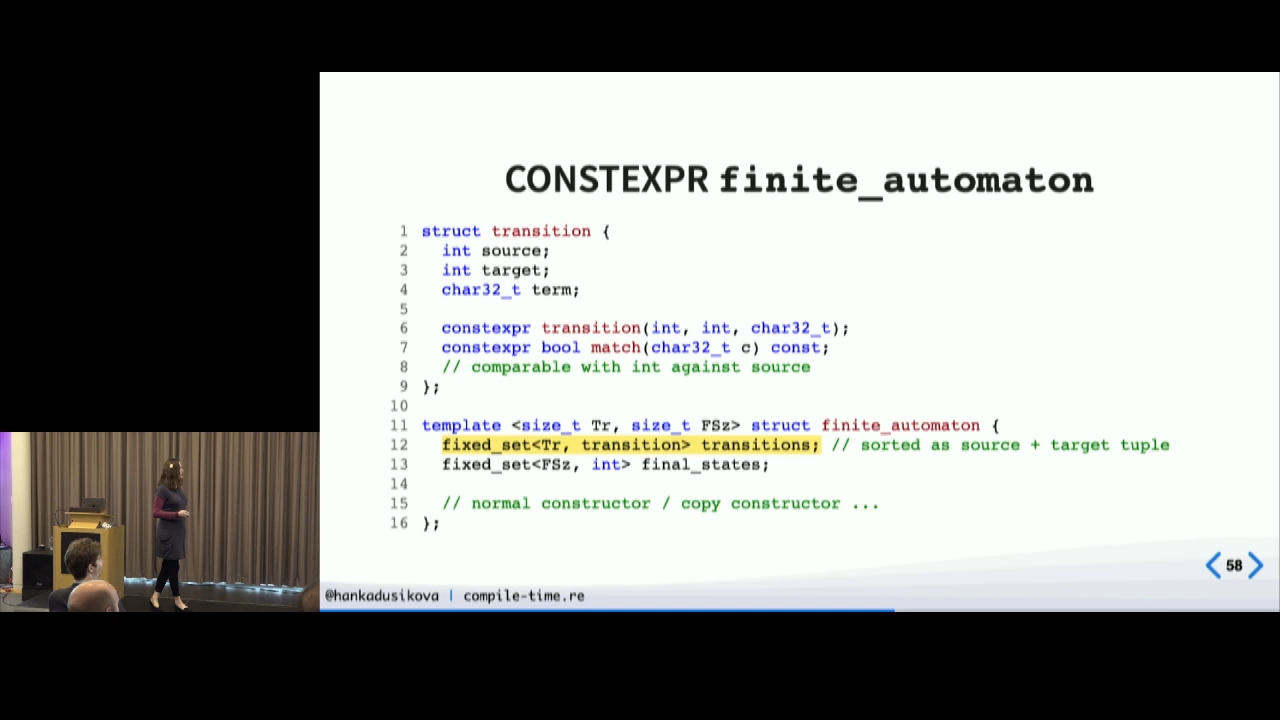 CONSTEXPR finite_automaton
1 struct transition {
2   int source;
3   int target;
4   char32_t term;
5
6   constexpr transition(int, int, char32_t);
7   constexpr bool match(char32_t c) const;
8   // comparable with int against source
9 };
10
11 template <size_t Tr, size_t FSz> struct finite_automaton {
12   fixed_set<Tr, transition> transitions; // sorted as source + target tuple
13   fixed_set<FSz, int> final_states;
14
15   // normal constructor / copy constructor ...
16 };
58
@hankadusikova | compile-time.re